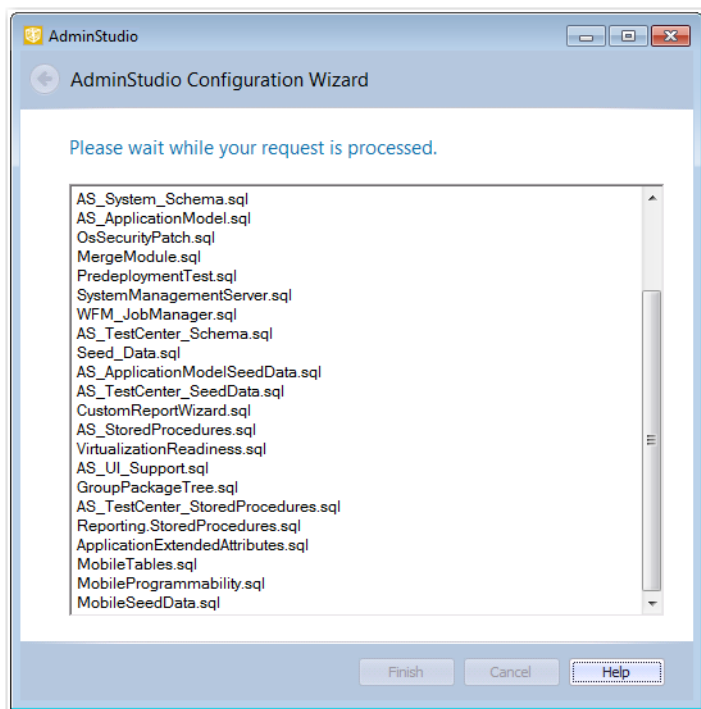 AdminStudio
AdminStudio Configuration Wizard
Please wait while your request is processed.
AS_System_Schema.sql
AS_ApplicationModel.sql
OsSecurityPatch.sql
MergeModule.sql
PredeploymentTest.sql
SystemManagementServer.sql
WFM_JobManager.sql
AS_TestCenter_Schema.sql
Seed_Data.sql
AS_ApplicationModelSeedData.sql
AS_TestCenter_SeedData.sql
CustomReportWizard.sql
AS_StoredProcedures.sql
VirtualizationReadiness.sql
AS_UI_Support.sql
GroupPackageTree.sql
AS_TestCenter_StoredProcedures.sql
Reporting.StoredProcedures.sql
ApplicationExtendedAttributes.sql
MobileTables.sql
MobileProgrammability.sql
MobileSeedData.sql
Finish Cancel Help